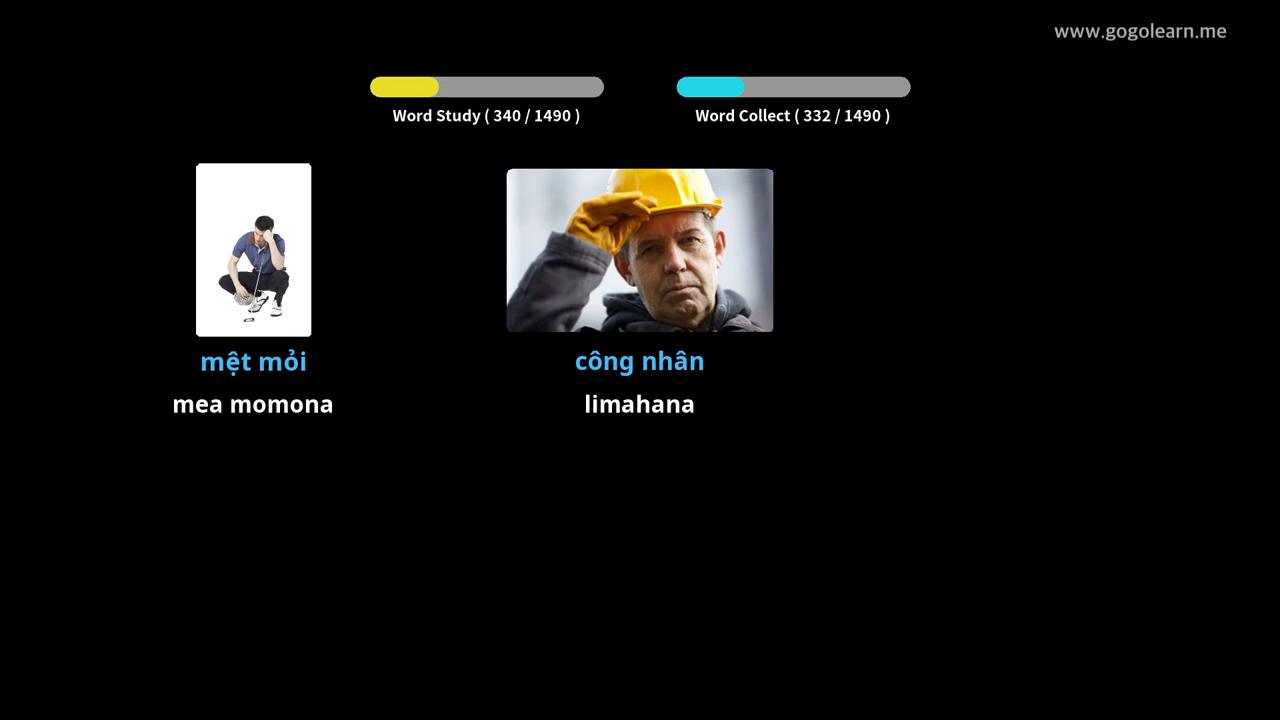 www.gogolearn.me
Word Study ( 340 / 1490 )
Word Collect ( 332 / 1490 )
mệt mỏi
công nhân
mea momona
limahana